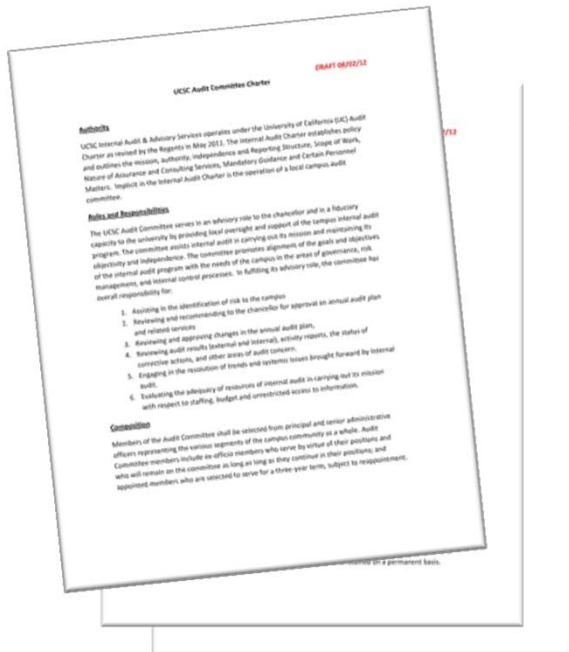 DRAFT 08/02/12
UCSC Audit Committee Charter
Authority
UCSC Internal Audit & Advisory Services operates under the University of California (UC) Audit
Charter as revised by the Regents in May 2011. The Internal Audit Charter establishes policy
and outlines the mission, authority, independence and Reporting Structure, Scope of Work,
Nature of Assurance and Consulting Services, Mandatory Guidance and Certain Personnel
Matters. Implicit in the Internal Audit Charter is the operation of a local campus audit
committee.
Roles and Responsibilities
The UCSC Audit Committee serves in an advisory role to the chancellor and in a fiduciary
capacity to the university by providing local oversight and support of the campus internal audit
program. The committee assists internal audit in carrying out its mission and maintaining its
objectivity and independence. The committee promotes alignment of the goals and objectives
of the internal audit program with the needs of the campus in the areas of governance, risk
management, and internal control processes. In fulfilling its advisory role, the committee has
overall responsibility for:
1. Assisting in the identification of risk to the campus
2. Reviewing and recommending to the chancellor for approval an annual audit plan
and related services
3. Reviewing and approving changes in the annual audit plan,
4. Reviewing audit results (external and internal), activity reports, the status of
corrective actions, and other areas of audit concern.
5. Engaging in the resolution of trends and systemic issues brought forward by internal
audit.
6. Evaluating the adequacy of resources of internal audit in carrying out its mission
with respect to staffing, budget and unrestricted access to information.
Composition
Members of the Audit Committee shall be selected from principal and senior administrative
officers representing the various segments of the campus community as a whole. Audit
Committee members include ex-officio members who serve by virtue of their positions and
who will remain on the committee as long as long as they continue in their positions; and
appointed members who are selected to serve for a three-year term, subject to reappointment.
/12
on a permanent basis.